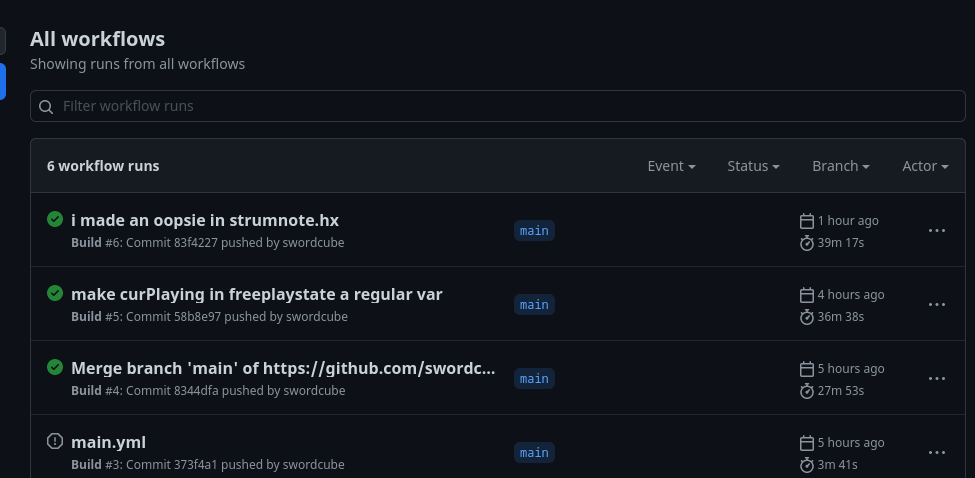 All workflows
Showing runs from all workflows
Filter workflow runs
6 workflow runs
Event
Status
Branch
Actor
i made an oopsie in strumnote.hx
main
1 hour ago
Build #6: Commit 83f4227 pushed by swordcube
39m 17s
make curPlaying in freeplaystate a regular var
main
4 hours ago
Build #5: Commit 58b8e97 pushed by swordcube
36m 38s
Merge branch 'main' of https://github.com/swordc...
main
5 hours ago
Build #4: Commit 8344dfa pushed by swordcube
27m 53s
main.yml
main
5 hours ago
Build #3: Commit 373f4a1 pushed by swordcube
3m 41s